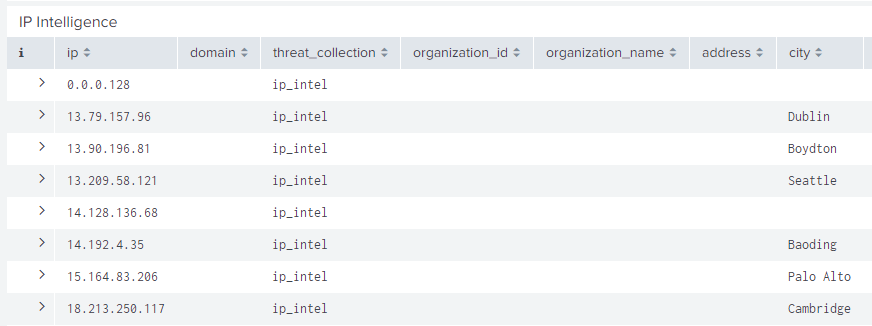 IP Intelligence
i ip domain threat_collection organization_id organization_name address city
0.0.0.128 ip_intel
13.79.157.96 ip_intel Dublin
13.90.196.81 ip_intel Boydton
13.209.58.121 ip_intel Seattle
14.128.136.68 ip_intel
14.192.4.35 ip_intel Baoding
15.164.83.206 ip_intel Palo Alto
18.213.250.117 ip_intel Cambridge